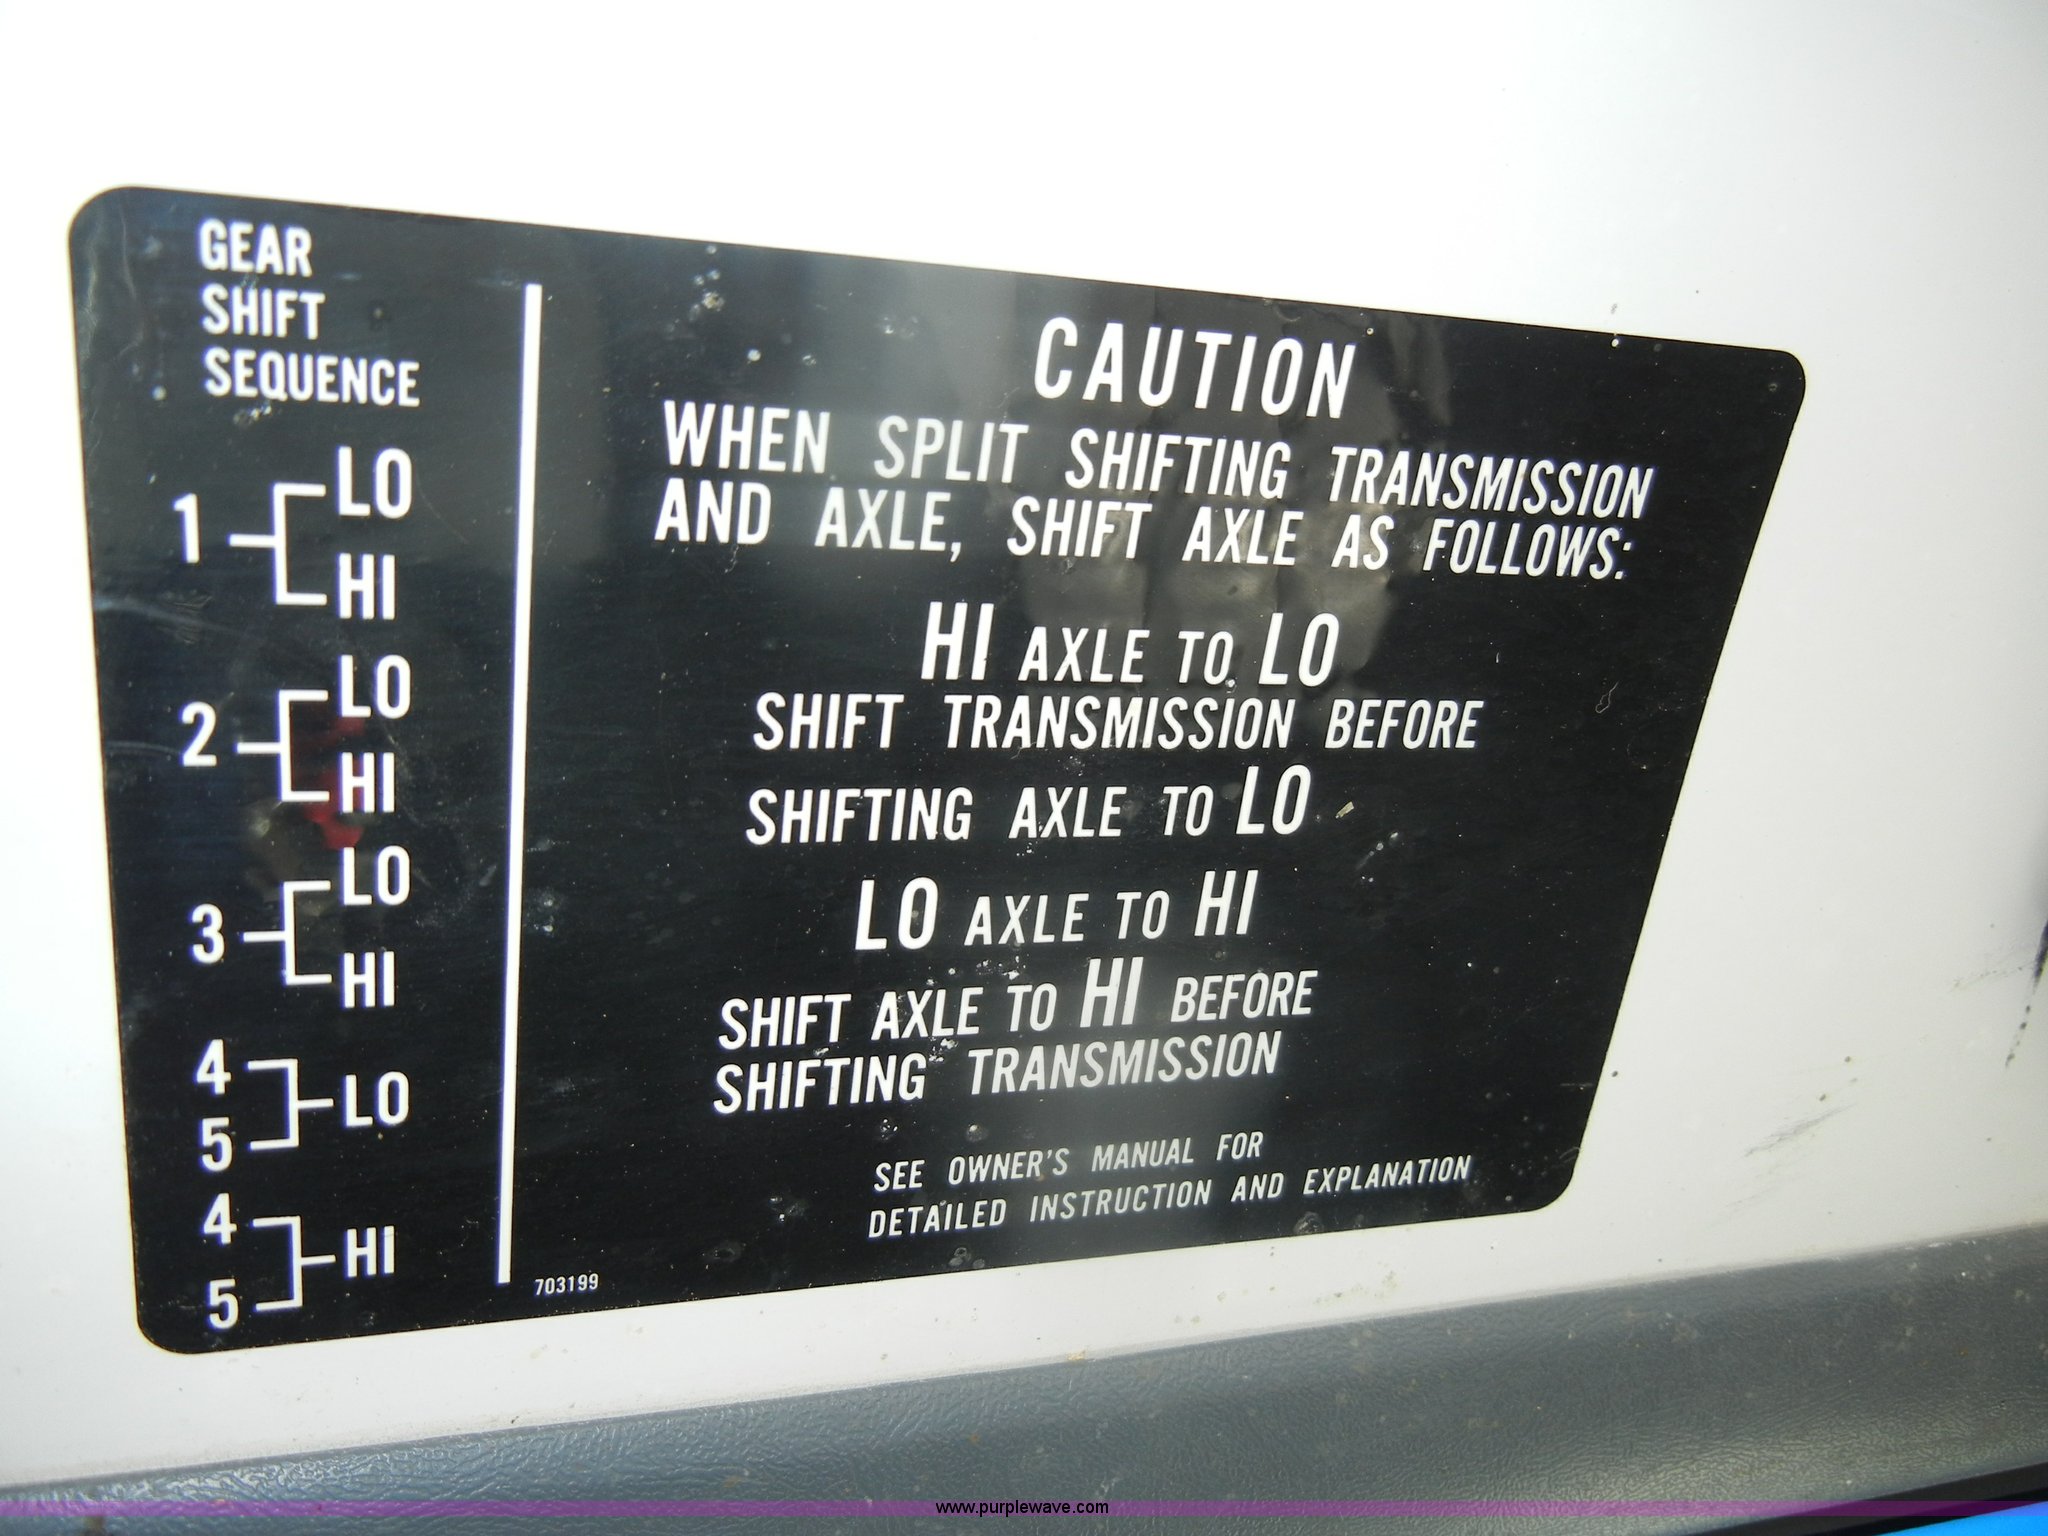 GEAR
SHIFT
SEQUENCE
1
LO
HI
2
LO
HI
3
LO
HI
4
5
LO
4
5
HI
CAUTION
WHEN SPLIT SHIFTING TRANSMISSION
AND AXLE, SHIFT AXLE AS FOLLOWS:
HI AXLE TO LO
SHIFT TRANSMISSION BEFORE
SHIFTING AXLE TO LO
LO AXLE TO HI
SHIFT AXLE TO HI BEFORE
SHIFTING TRANSMISSION
SEE OWNER'S MANUAL FOR
DETAILED INSTRUCTION AND EXPLANATION
703199
www.purplewave.com